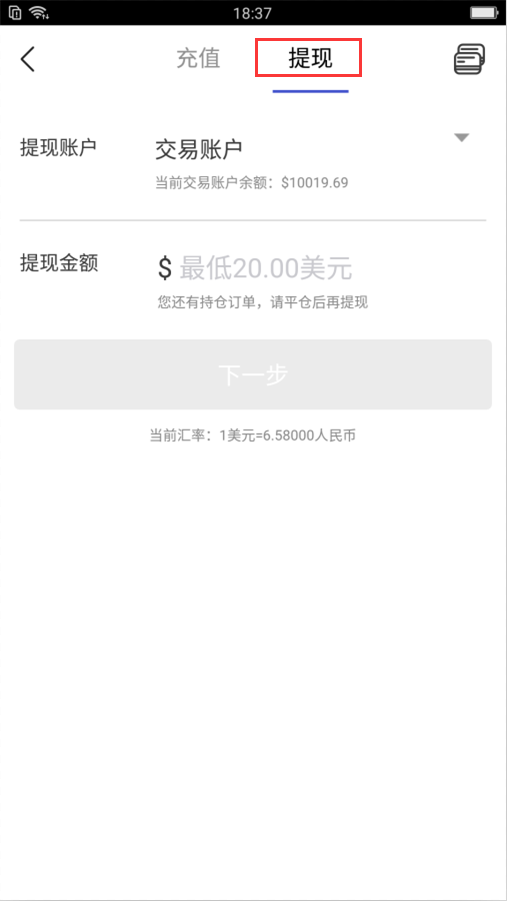 18:37
充值 提现
提现账户 交易账户
当前交易账户余额：$10019.69
提现金额 $ 最低20.00美元
您还有持仓订单，请平仓后再提现
下一步
当前汇率：1美元=6.58000人民币